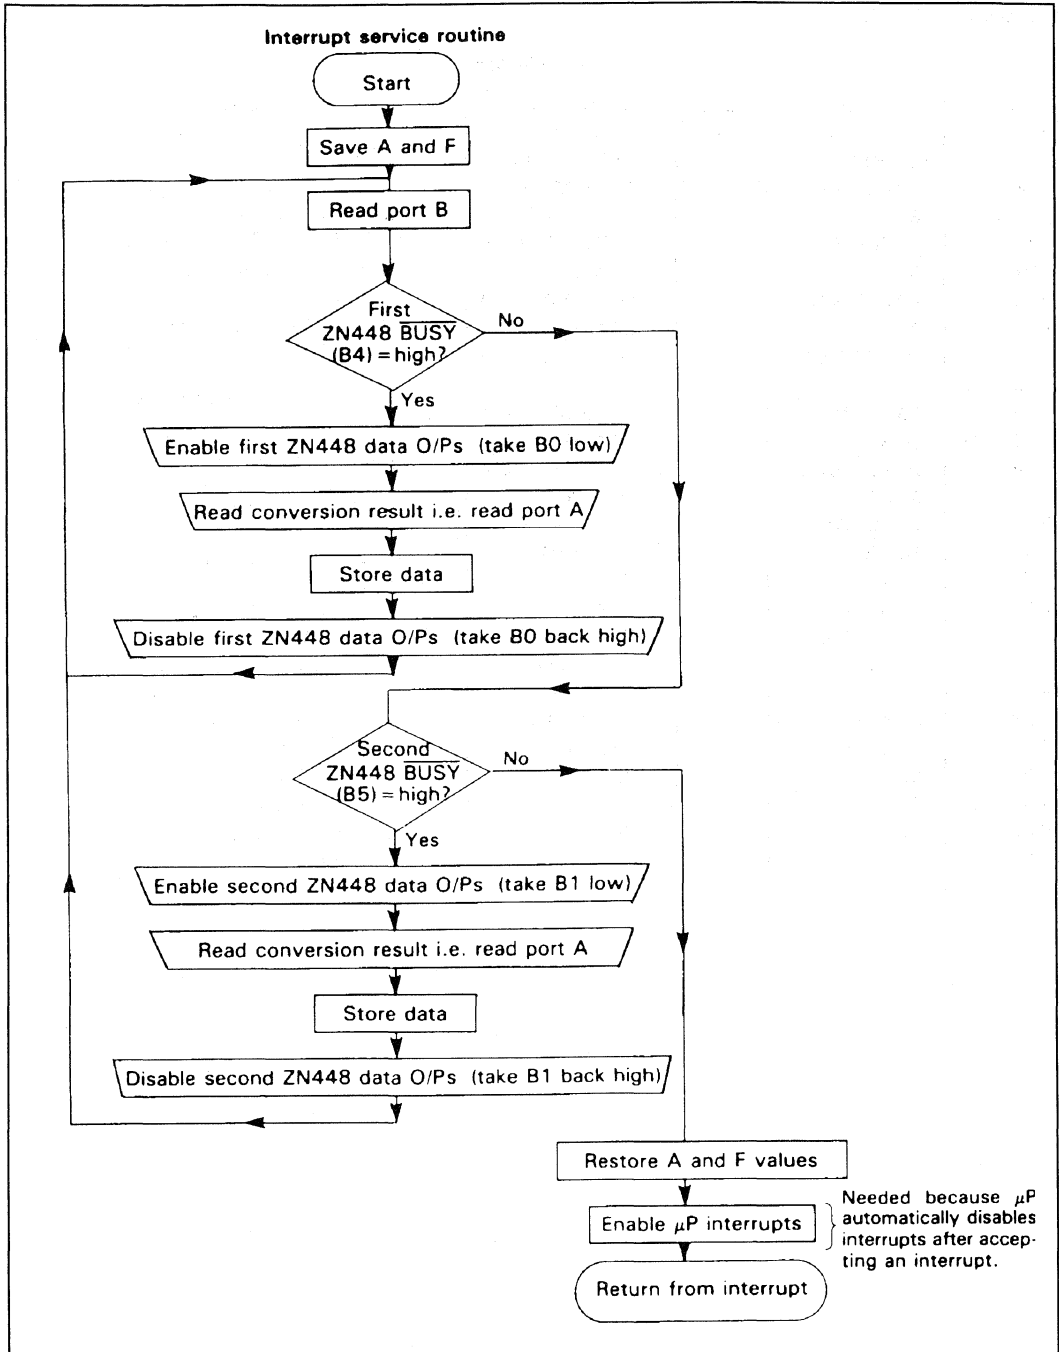 Interrupt service routine
Start
Save A and F
Read port B
First
ZN448 BUSY
(B4) = high?
No
Yes
Enable first ZN448 data O/Ps (take B0 low)
Read conversion result i.e. read port A
Store data
Disable first ZN448 data O/Ps (take B0 back high)
Second
ZN448 BUSY
(B5) = high?
No
Yes
Enable second ZN448 data O/Ps (take B1 low)
Read conversion result i.e. read port A
Store data
Disable second ZN448 data O/Ps (take B1 back high)
Restore A and F values
Enable μP interrupts
Needed because μP
automatically disables
interrupts after accep-
ting an interrupt.
Return from interrupt